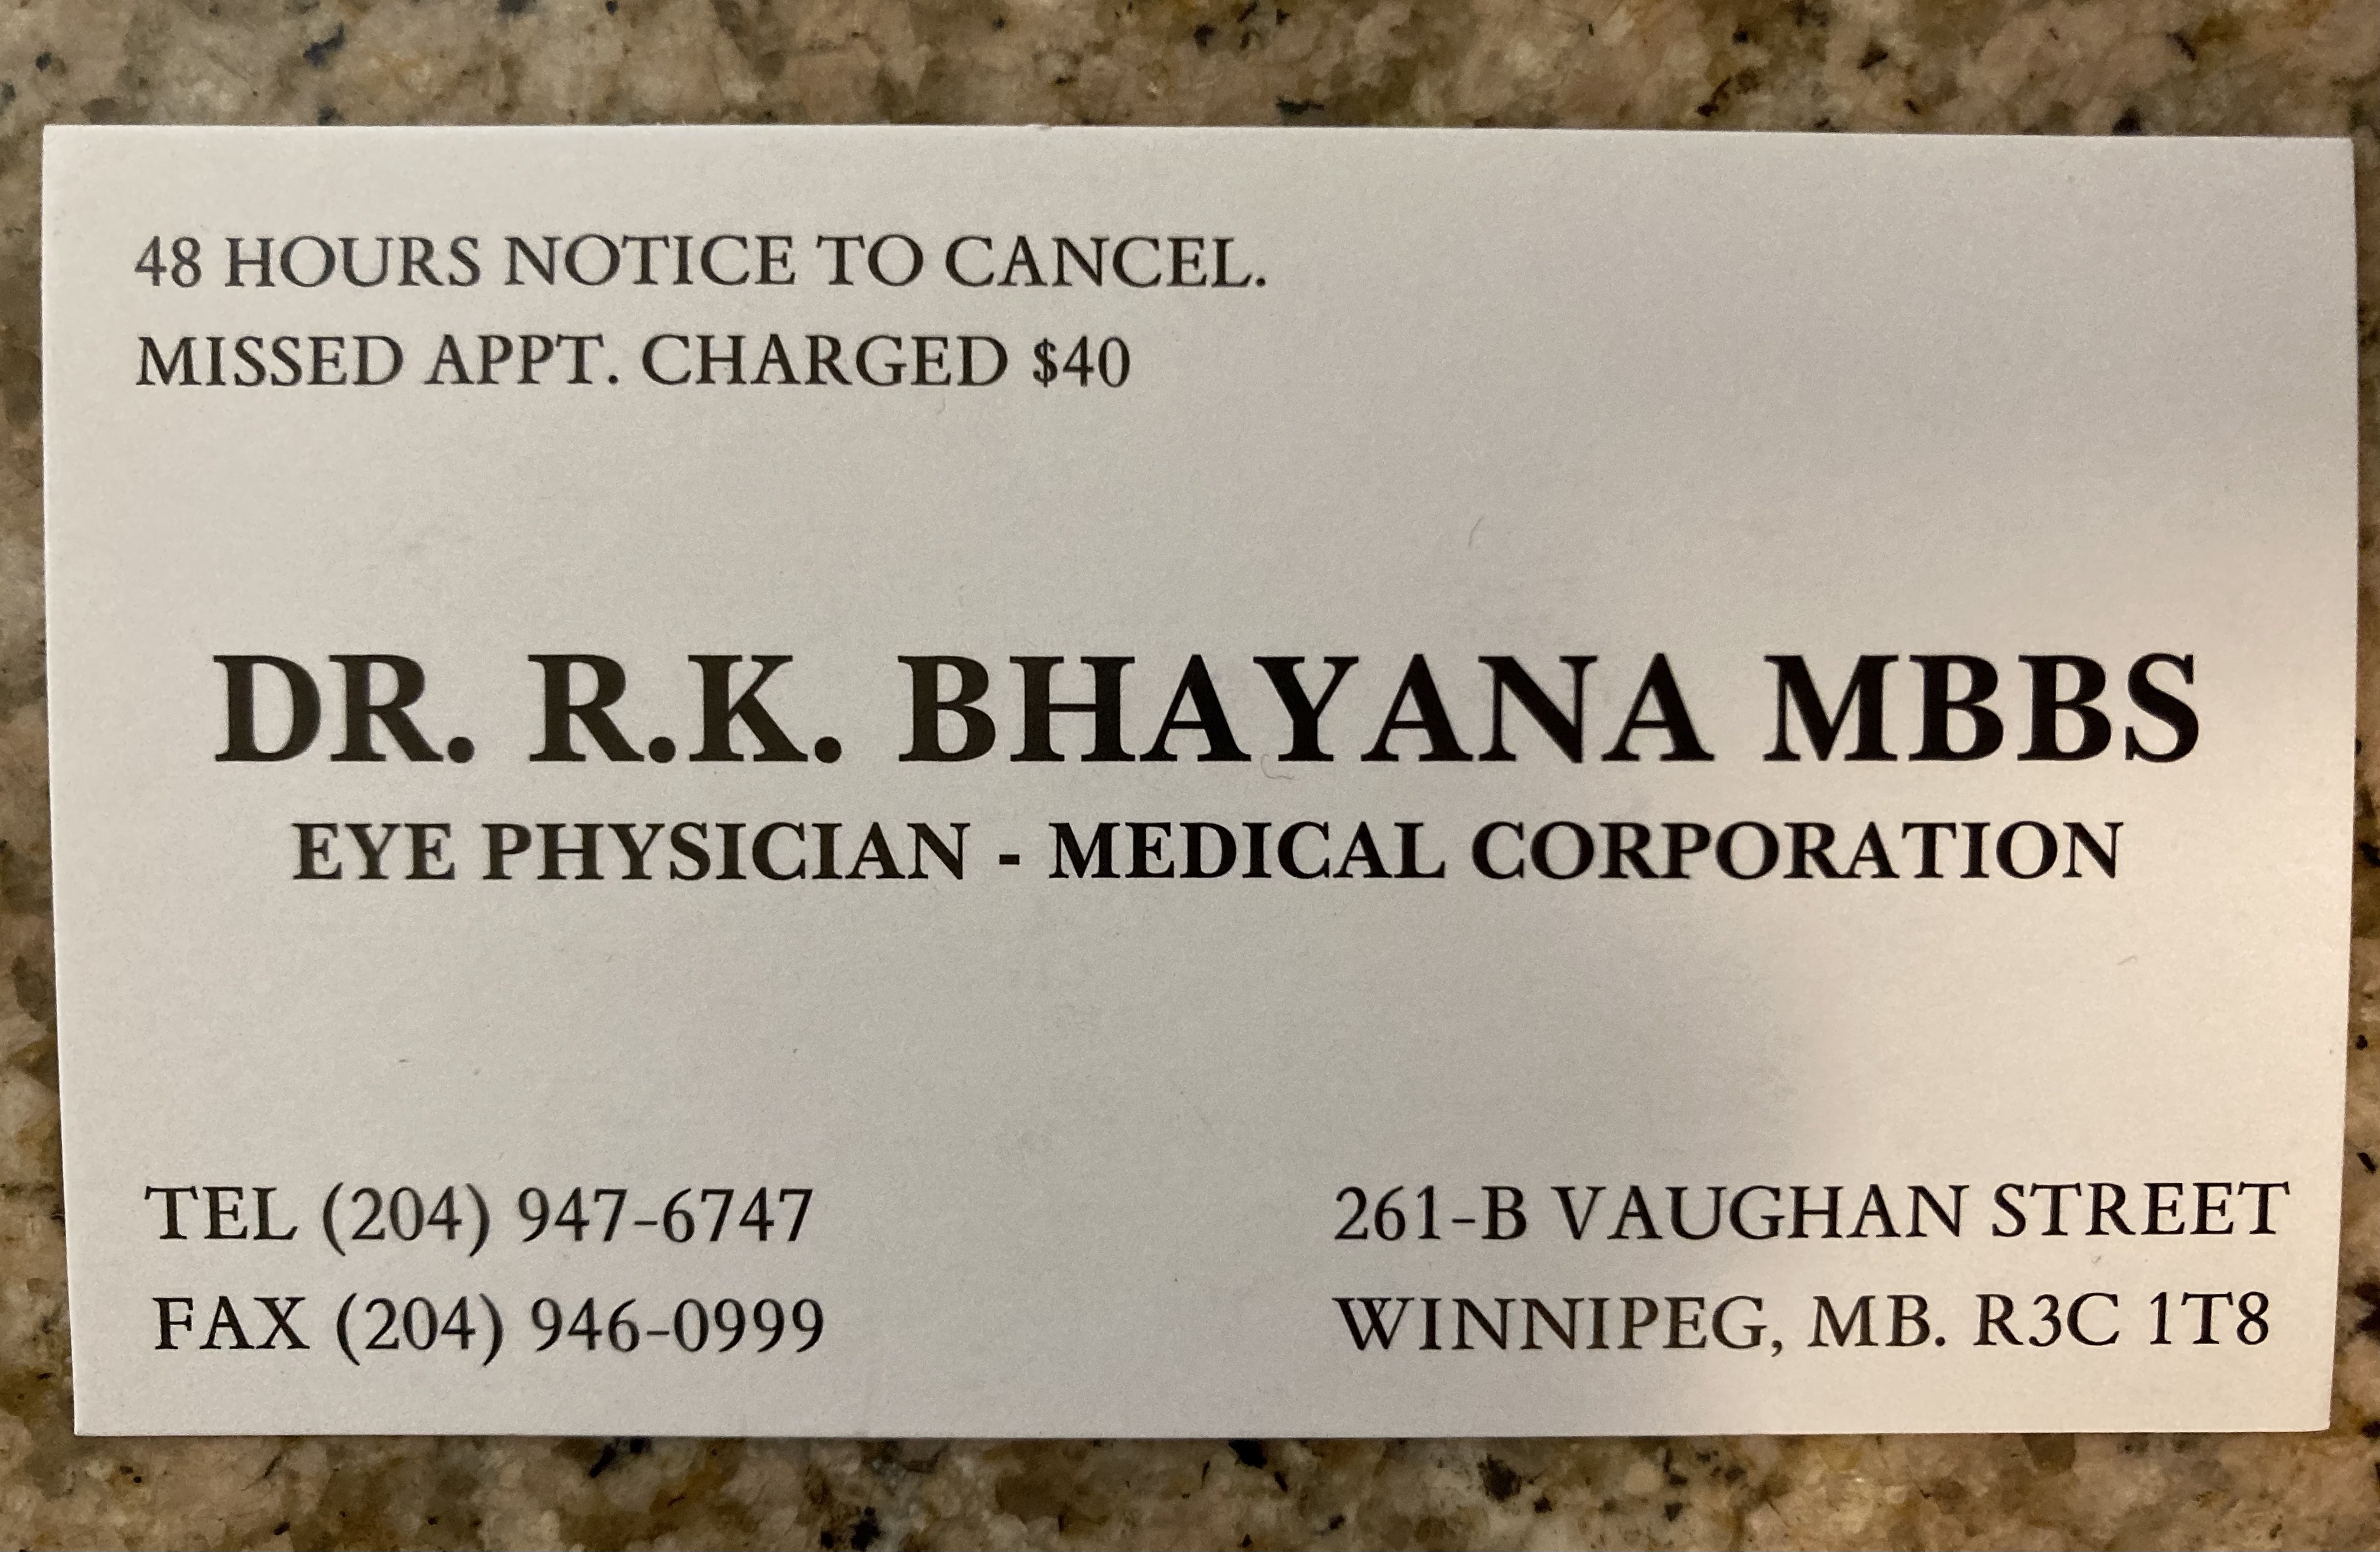 48 HOURS NOTICE TO CANCEL.
MISSED APPT. CHARGED $40
DR. R.K. BHAYANA MBBS
EYE PHYSICIAN - MEDICAL CORPORATION
TEL (204) 947-6747
FAX (204) 946-0999
261-B VAUGHAN STREET
WINNIPEG, MB. R3C 1T8